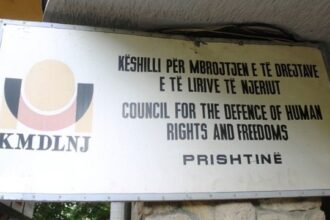 KËSHILLI PËR MBROJTJEN E TË DREJTAVE
E TË LIRIVE TË NJERIUT
COUNCIL FOR THE DEFENCE OF HUMAN
RIGHTS AND FREEDOMS
PRISHTINË
KMDLNJ